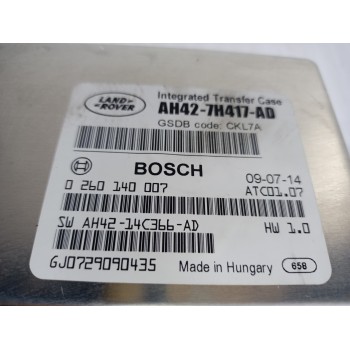 LAND
ROVER
Integrated Transfer Case
AH42-7H417-AD
GSDB code: CKL7A
BOSCH
09-07-14
0 260 140 007
ATC01.07
SW AH42-14C366-AD
HW 1.0
GJ0729090435
Made in Hungary
658